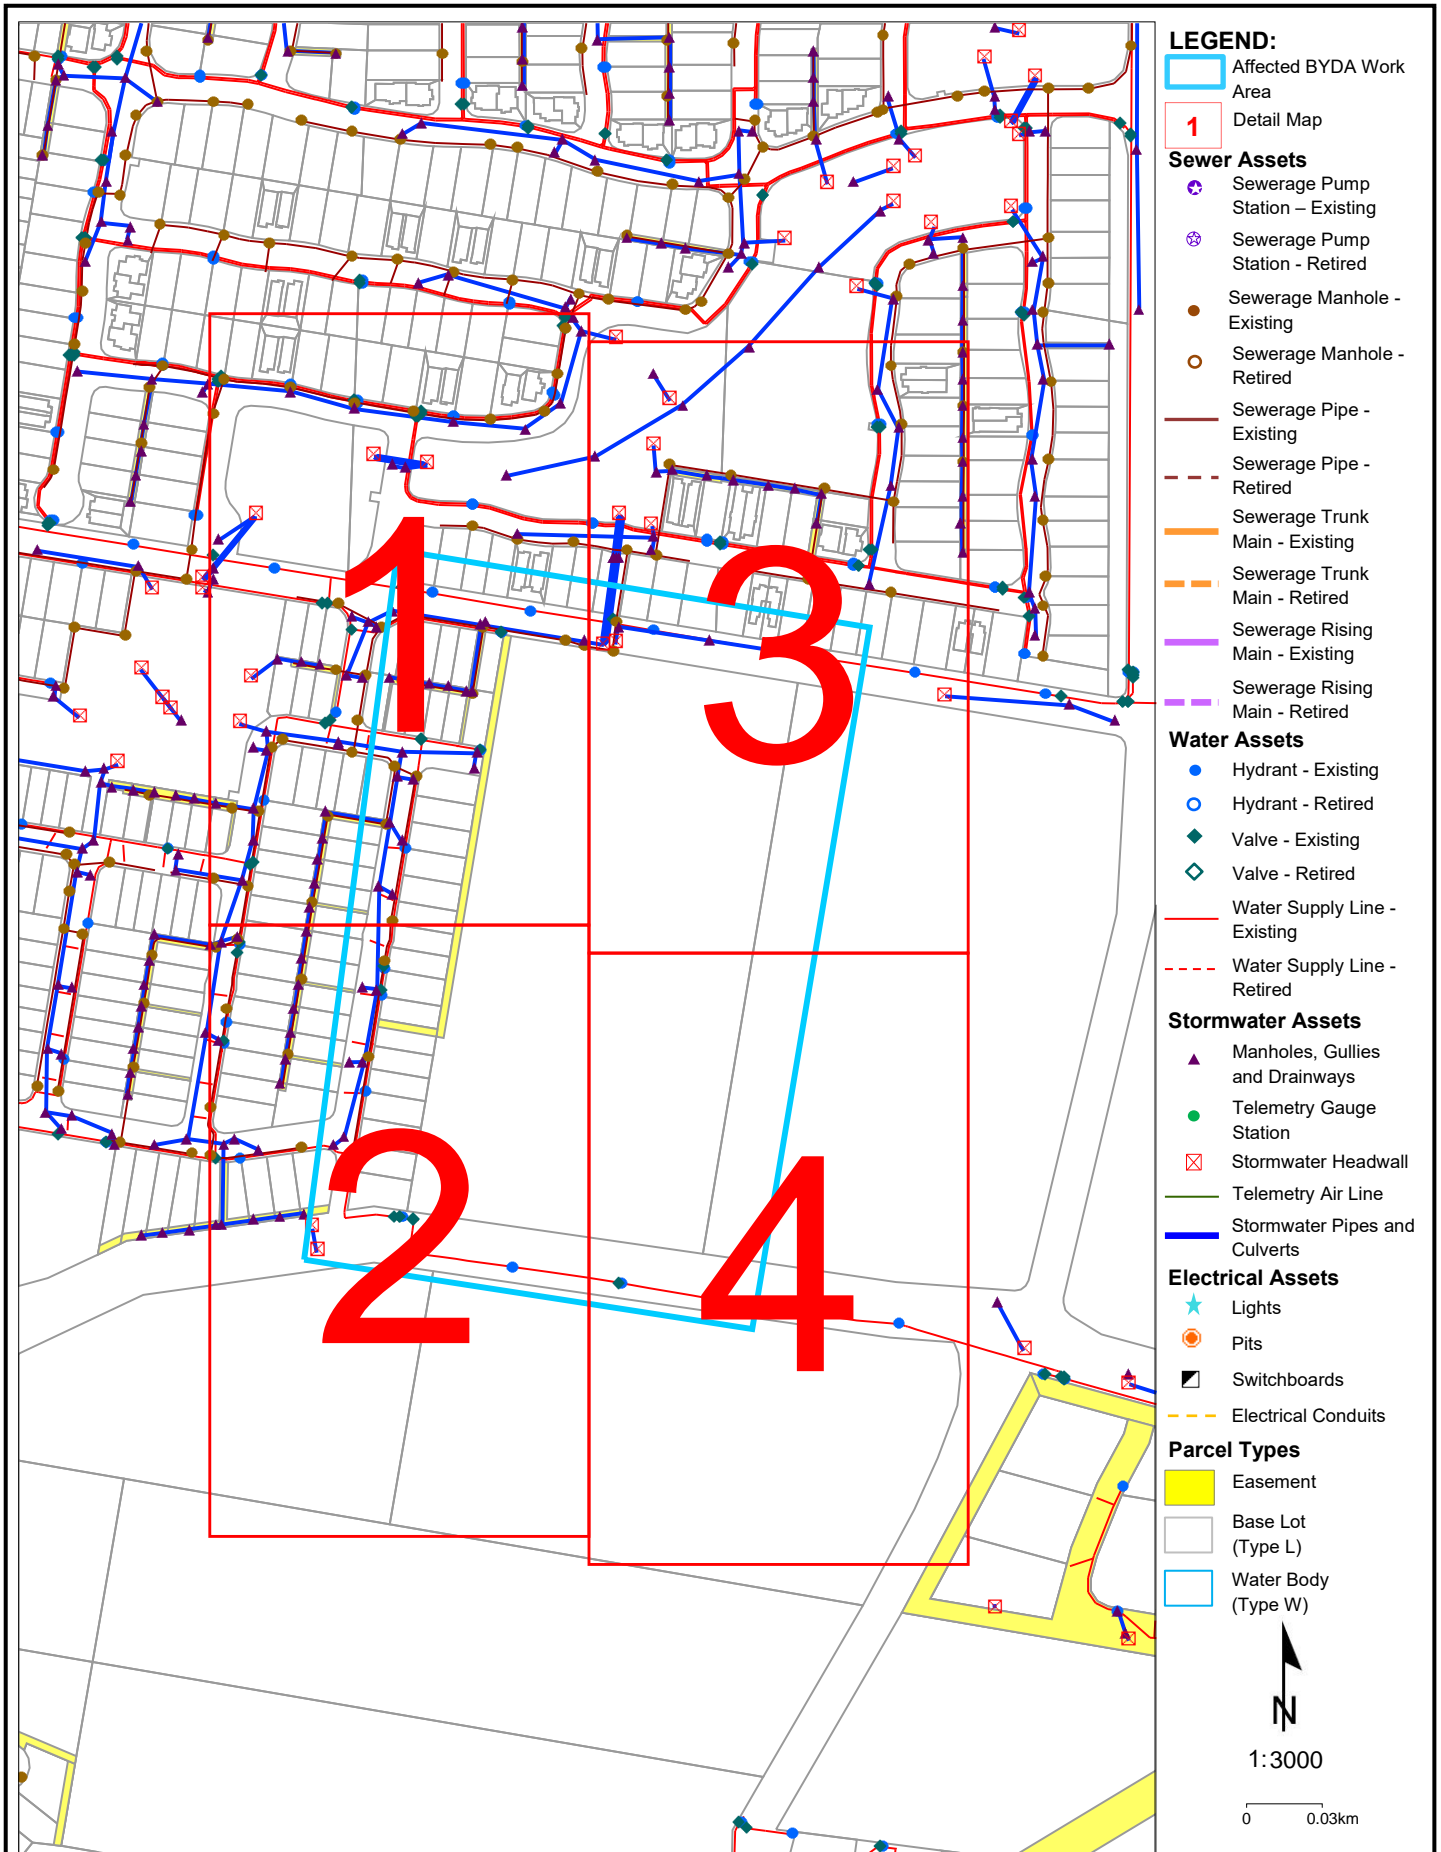 LEGEND:
Affected BYDA Work
Area
1
Detail Map
Sewer Assets
Sewerage Pump
Station – Existing
Sewerage Pump
Station - Retired
Sewerage Manhole -
Existing
Sewerage Manhole -
Retired
Sewerage Pipe -
Existing
Sewerage Pipe -
Retired
Sewerage Trunk
Main - Existing
Sewerage Trunk
Main - Retired
Sewerage Rising
Main - Existing
Sewerage Rising
Main - Retired
Water Assets
Hydrant - Existing
Hydrant - Retired
Valve - Existing
Valve - Retired
Water Supply Line -
Existing
Water Supply Line -
Retired
Stormwater Assets
Manholes, Gullies
and Drainways
Telemetry Gauge
Station
Stormwater Headwall
Telemetry Air Line
Stormwater Pipes and
Culverts
Electrical Assets
Lights
Pits
Switchboards
Electrical Conduits
Parcel Types
Easement
Base Lot
(Type L)
Water Body
(Type W)
N
1:3000
0 0.03km
1
3
2
4